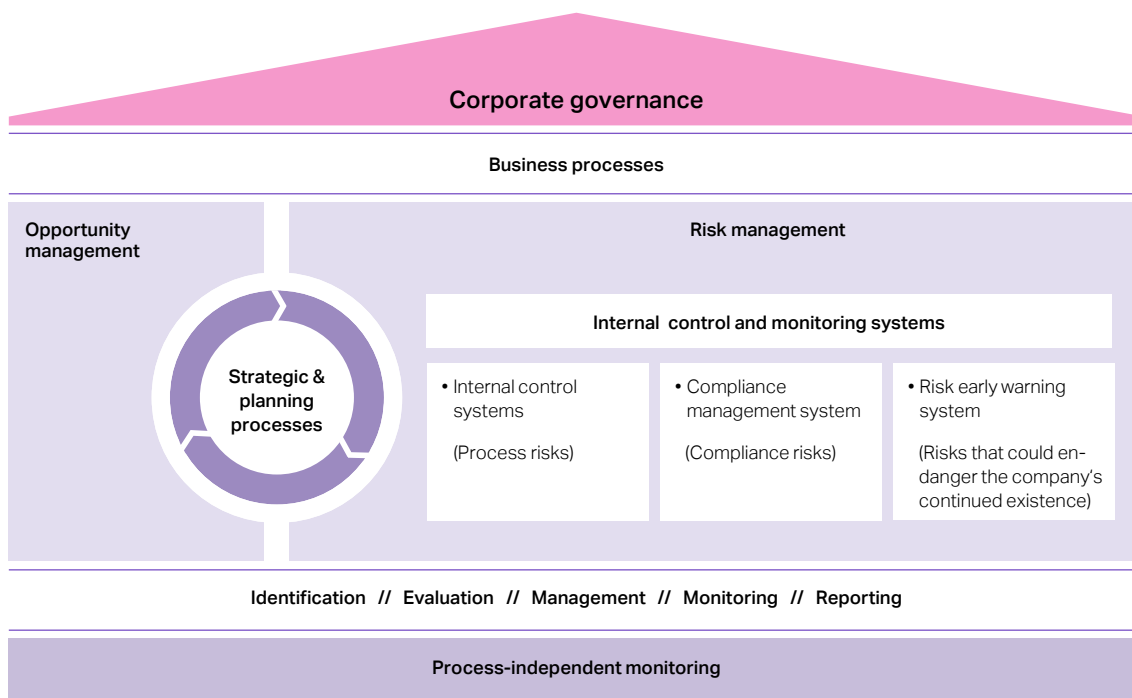 Corporate governance
Business processes
Opportunity
management
Risk management
Strategic &
planning
processes
Internal control and monitoring systems
• Internal control
systems
(Process risks)
• Compliance
management system
(Compliance risks)
• Risk early warning
system
(Risks that could en-
danger the company's
continued existence)
Identification // Evaluation // Management // Monitoring // Reporting
Process-independent monitoring